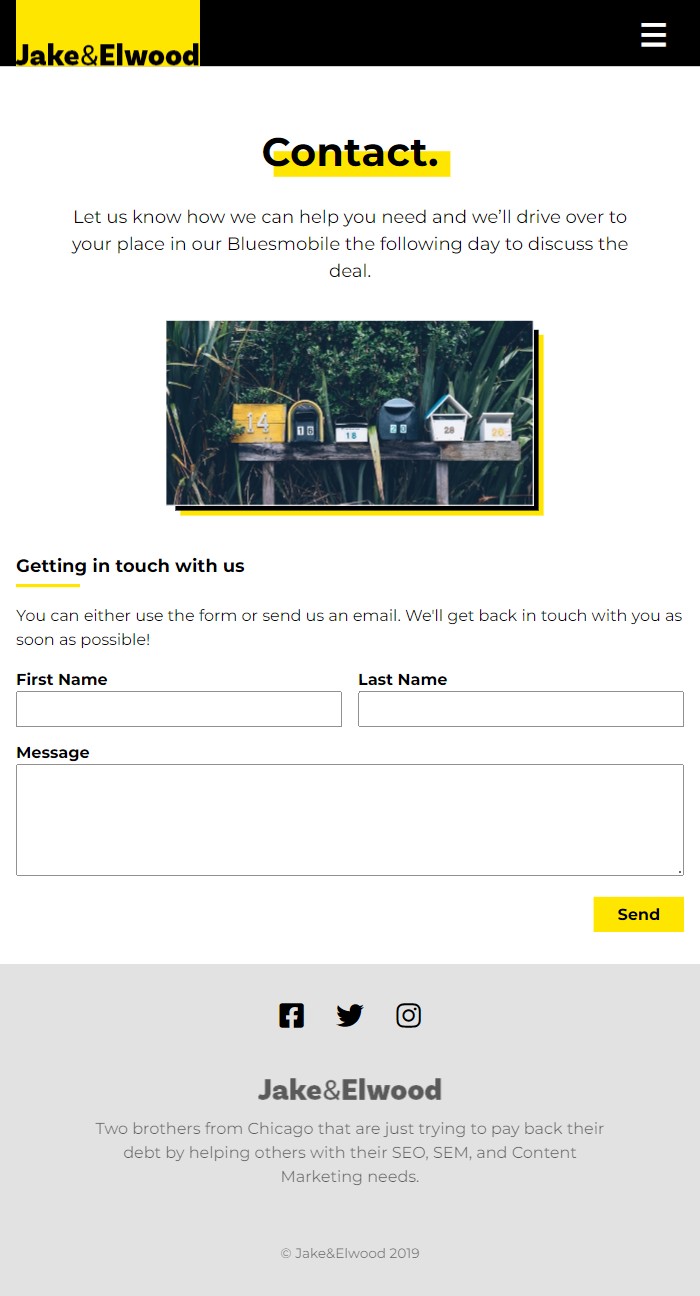 Jake&Elwood
Contact.
Let us know how we can help you need and we’ll drive over to
your place in our Bluesmobile the following day to discuss the
deal.
14
16
18
20
28
Getting in touch with us
You can either use the form or send us an email. We'll get back in touch with you as
soon as possible!
First Name
Last Name
Message
Send
Jake&Elwood
Two brothers from Chicago that are just trying to pay back their
debt by helping others with their SEO, SEM, and Content
Marketing needs.
© Jake&Elwood 2019